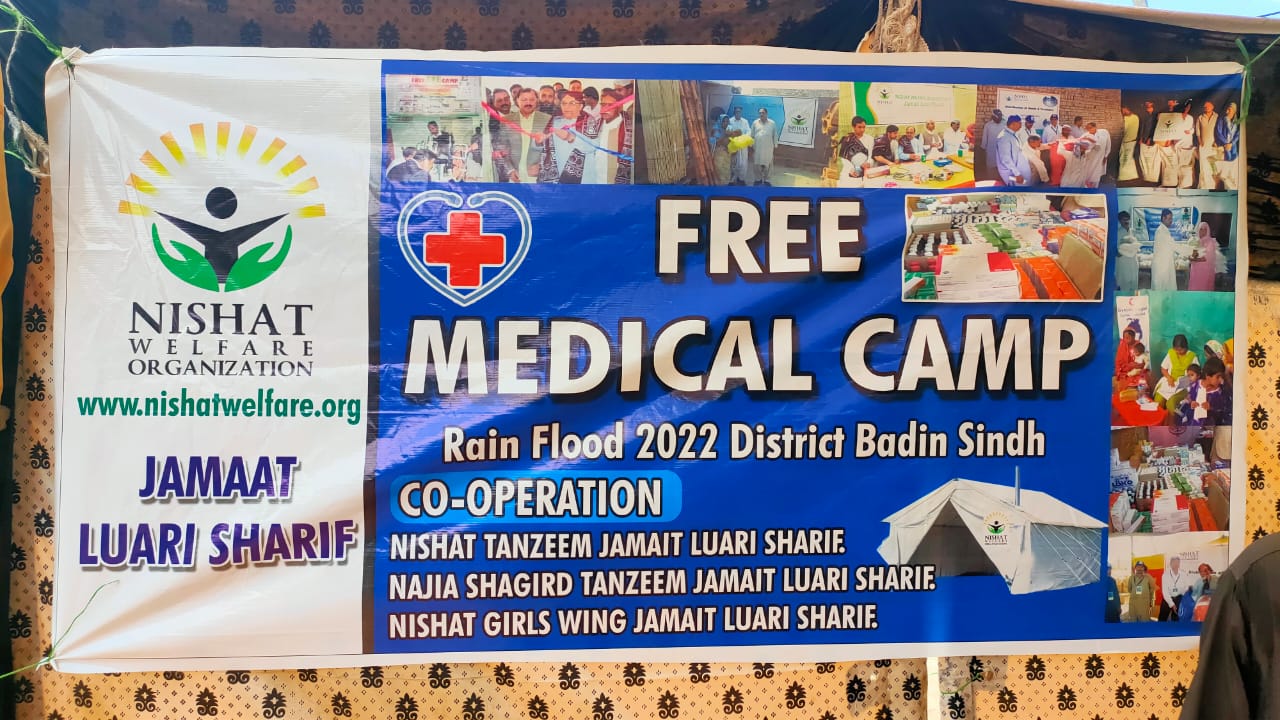 NISHAT
WELFARE
ORGANIZATION
www.nishatwelfare.org
JAMAAT
LUARI SHARIF
FREE
MEDICAL CAMP
Rain Flood 2022 District Badin Sindh
CO-OPERATION
NISHAT TANZEEM JAMAIT LUARI SHARIF.
NAJIA SHAGIRD TANZEEM JAMAIT LUARI SHARIF.
NISHAT GIRLS WING JAMAIT LUARI SHARIF.
NISHAT